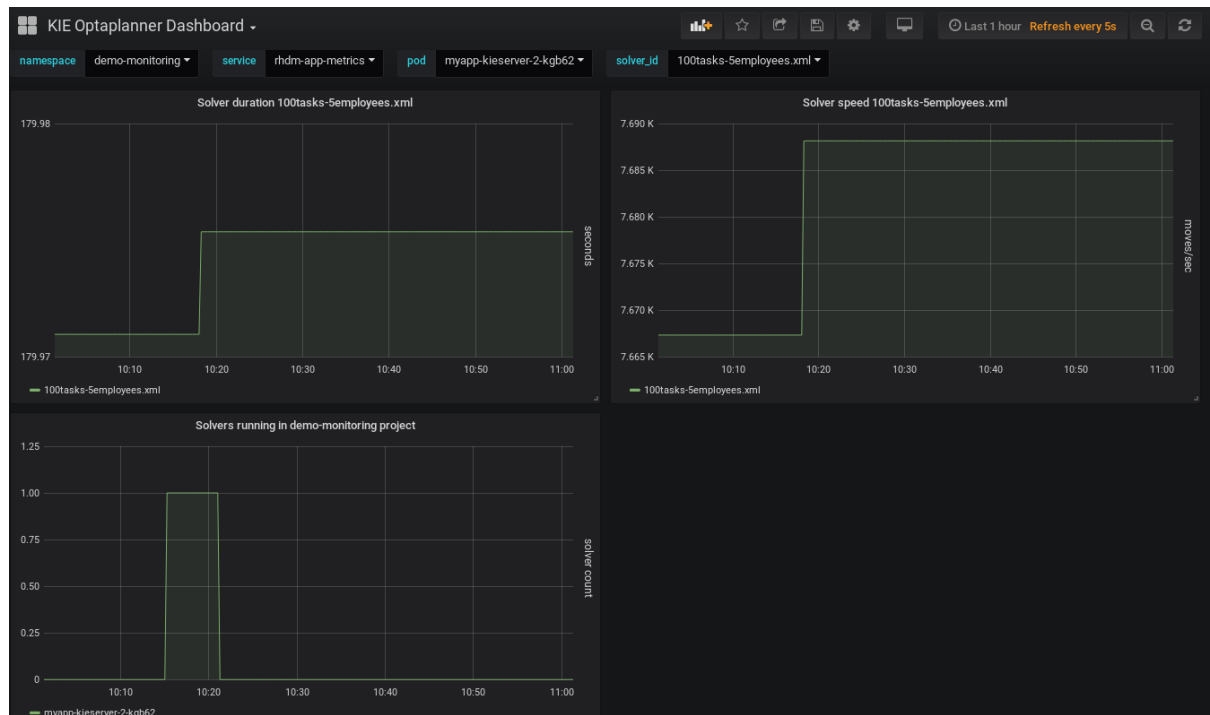 KIE Optaplanner Dashboard
Last 1 hour Refresh every 5s
namespace demo-monitoring service rhdm-app-metrics pod myapp-kieserver-2-kgb62 solver_id 100tasks-5employees.xml
Solver duration 100tasks-5employees.xml
179.98
179.97
seconds
10:10 10:20 10:30 10:40 10:50 11:00
100tasks-5employees.xml
Solver speed 100tasks-5employees.xml
7.690 K
7.685 K
7.680 K
7.675 K
7.670 K
7.665 K
moves/sec
10:10 10:20 10:30 10:40 10:50 11:00
100tasks-5employees.xml
Solvers running in demo-monitoring project
1.25
1.00
0.75
0.50
0.25
0
solver count
10:10 10:20 10:30 10:40 10:50 11:00
myapp-kieserver-2-kgb62